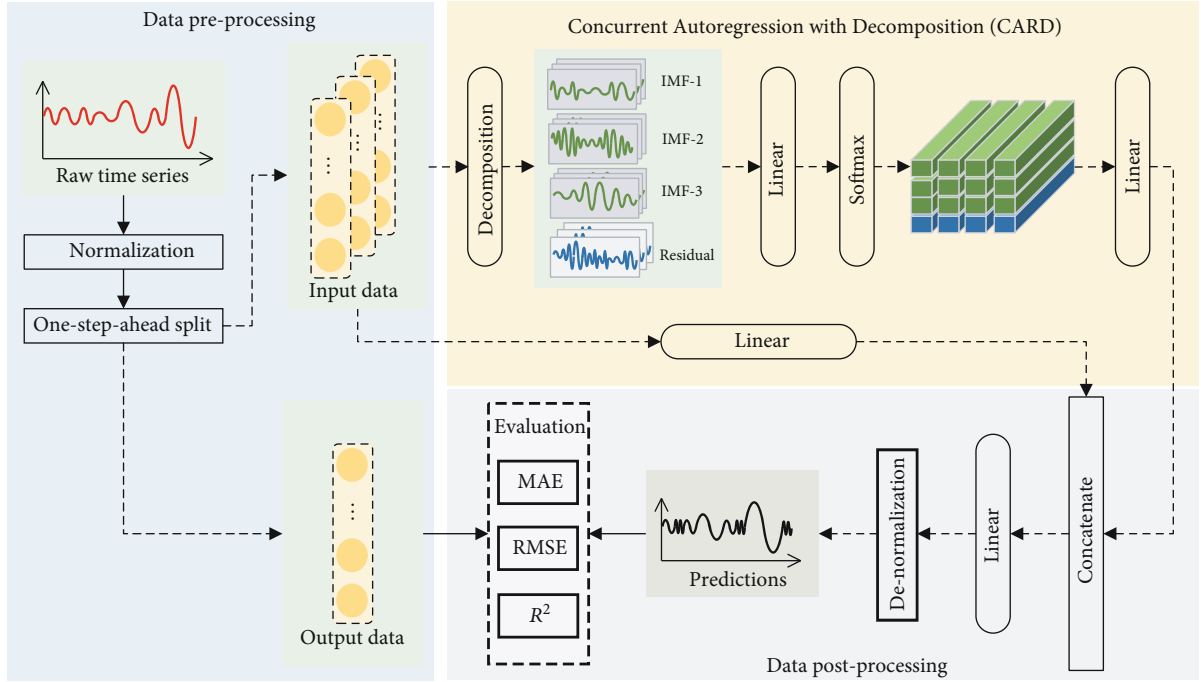 Data pre-processing
Raw time series
Normalization
One-step-ahead split
...
...
...
Input data
...
Output data
Concurrent Autoregression with Decomposition (CARD)
Decomposition
IMF-1
IMF-2
IMF-3
Residual
Linear
Softmax
Linear
Linear
Evaluation
MAE
RMSE
R²
Predictions
De-normalization
Linear
Concatenate
Data post-processing